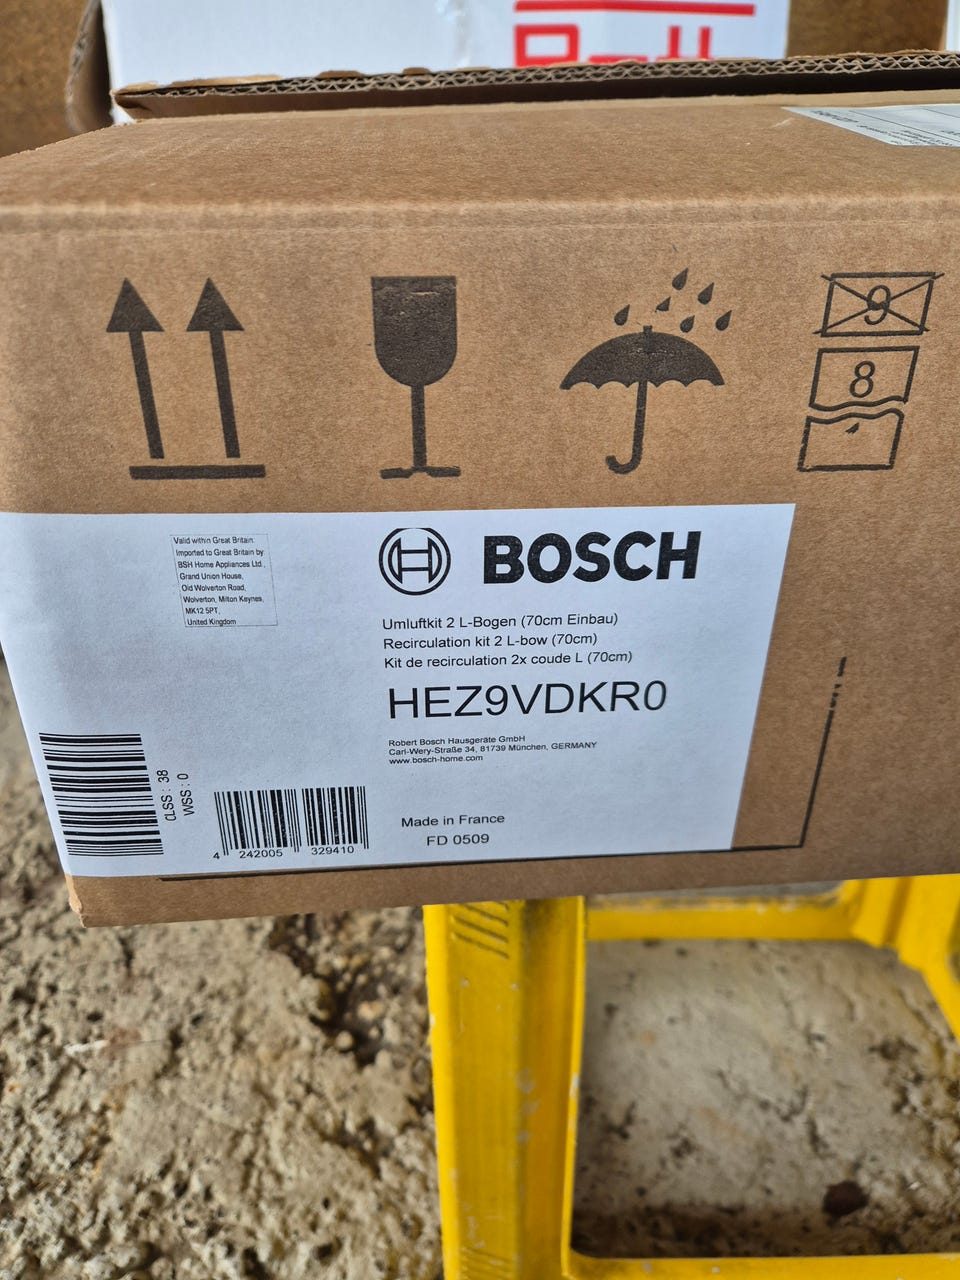 9
8
Valid within Great Britain:
Imported to Great Britain by
BSH Home Appliances Ltd.,
Grand Union House,
Old Wolverton Road,
Wolverton, Milton Keynes,
MK12 5PT,
United Kingdom
BOSCH
Umluftkit 2 L-Bogen (70cm Einbau)
Recirculation kit 2 L-bow (70cm)
Kit de recirculation 2x coude L (70cm)
HEZ9VDKR0
Robert Bosch Hausgeräte GmbH
Carl-Wery-Straße 34, 81739 München, GERMANY
www.bosch-home.com
CLSS : 38
WSS : 0
4 242005 329410
Made in France
FD 0509